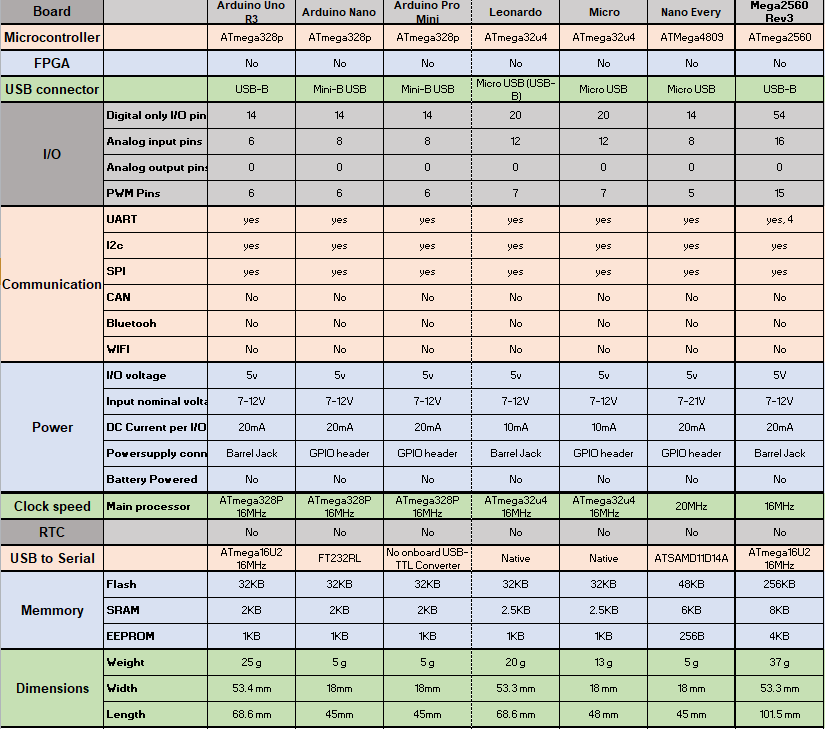 Board Arduino Uno R3 Arduino Nano Arduino Pro Mini Leonardo Micro Nano Every Mega2560 Rev3
Microcontroller ATmega328p ATmega328p ATmega328p ATmega32u4 ATmega32u4 ATMega4809 ATmega2560
FPGA No No No No No No No
USB connector USB-B Mini-B USB Mini-B USB Micro USB (USB-B) Micro USB Micro USB USB-B
I/O
Digital only I/O pin 14 14 14 20 20 14 54
Analog input pins 6 8 8 12 12 8 16
Analog output pins 0 0 0 0 0 0 0
PWM Pins 6 6 6 7 7 5 15
Communication
UART yes yes yes yes yes yes yes, 4
I2c yes yes yes yes yes yes yes
SPI yes yes yes yes yes yes yes
CAN No No No No No No No
Bluetooh No No No No No No No
WIFI No No No No No No No
Power
I/O voltage 5v 5v 5v 5v 5v 5v 5V
Input nominal volta 7-12V 7-12V 7-12V 7-12V 7-12V 7-21V 7-12V
DC Current per I/O 20mA 20mA 20mA 10mA 10mA 20mA 20mA
Powersupply conn Barrel Jack GPIO header GPIO header Barrel Jack GPIO header GPIO header Barrel Jack
Battery Powered No No No No No No No
Clock speed Main processor ATmega328P 16MHz ATmega328P 16MHz ATmega328P 16MHz ATmega32u4 16MHz ATmega32u4 16MHz 20MHz 16MHz
RTC No No No No No No No
USB to Serial ATmega16U2 16MHz FT232RL No onboard USB-TTL Converter Native Native ATSAMD11D14A ATmega16U2 16MHz
Memmory
Flash 32KB 32KB 32KB 32KB 32KB 48KB 256KB
SRAM 2KB 2KB 2KB 2.5KB 2.5KB 6KB 8KB
EEPROM 1KB 1KB 1KB 1KB 1KB 256B 4KB
Dimensions
Weight 25 g 5 g 5 g 20 g 13 g 5 g 37 g
Width 53.4 mm 18mm 18mm 53.3 mm 18 mm 18 mm 53.3 mm
Length 68.6 mm 45mm 45mm 68.6 mm 48 mm 45 mm 101.5 mm